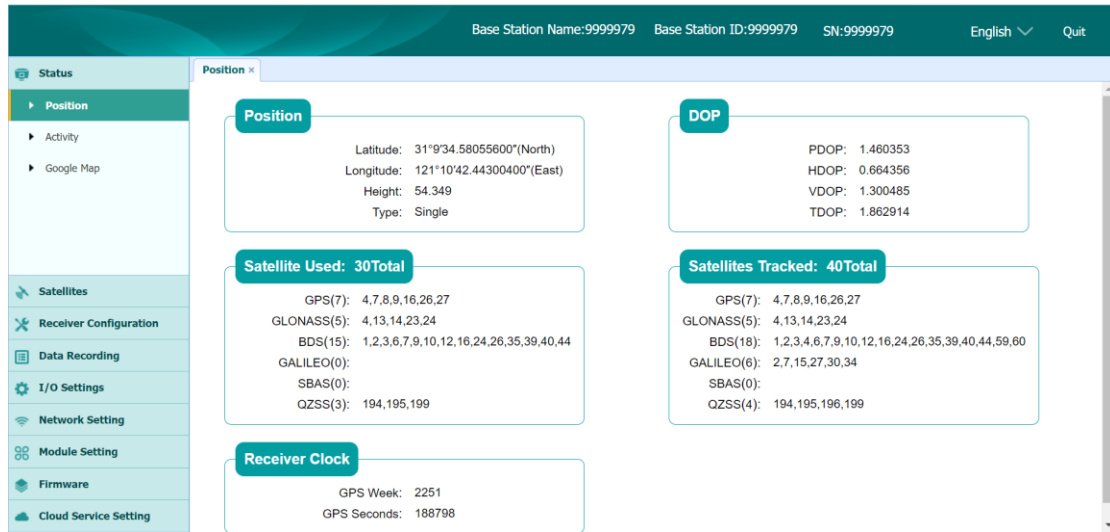 Base Station Name:9999979 Base Station ID:9999979 SN:9999979 English Quit
Status
Position
Activity
Google Map
Satellites
Receiver Configuration
Data Recording
I/O Settings
Network Setting
Module Setting
Firmware
Cloud Service Setting
Position ×
Position
Latitude: 31°9'34.58055600"(North)
Longitude: 121°10'42.44300400"(East)
Height: 54.349
Type: Single
DOP
PDOP: 1.460353
HDOP: 0.664356
VDOP: 1.300485
TDOP: 1.862914
Satellite Used: 30Total
GPS(7): 4,7,8,9,16,26,27
GLONASS(5): 4,13,14,23,24
BDS(15): 1,2,3,6,7,9,10,12,16,24,26,35,39,40,44
GALILEO(0):
SBAS(0):
QZSS(3): 194,195,199
Satellites Tracked: 40Total
GPS(7): 4,7,8,9,16,26,27
GLONASS(5): 4,13,14,23,24
BDS(18): 1,2,3,4,6,7,9,10,12,16,24,26,35,39,40,44,59,60
GALILEO(6): 2,7,15,27,30,34
SBAS(0):
QZSS(4): 194,195,196,199
Receiver Clock
GPS Week: 2251
GPS Seconds: 188798